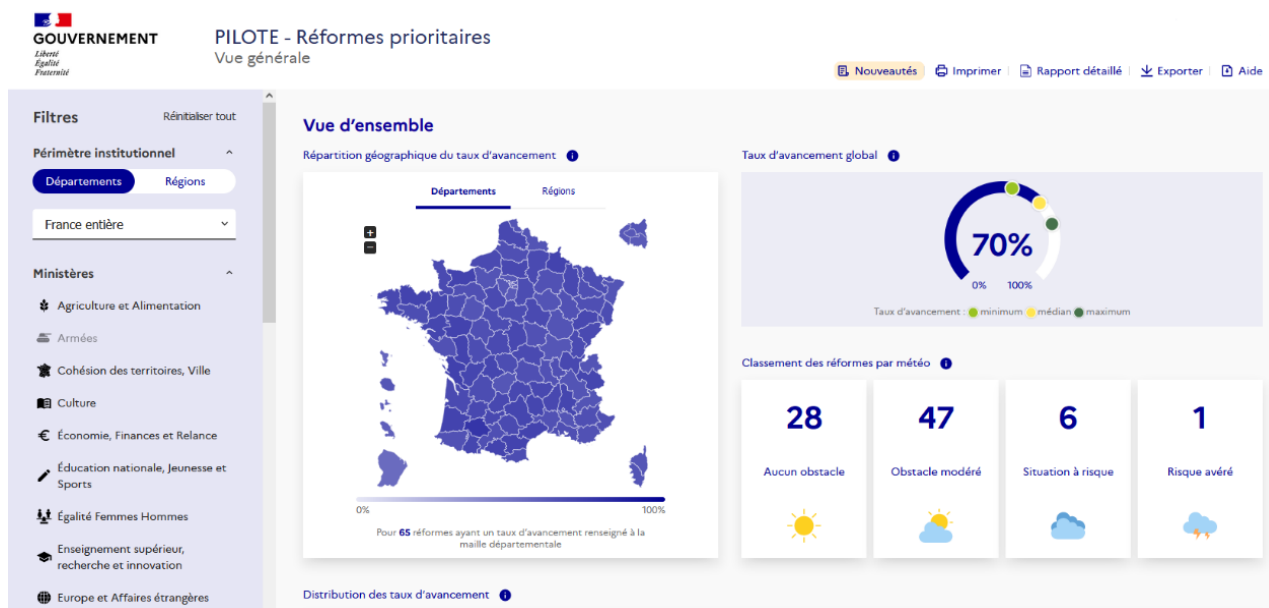 GOUVERNEMENT
Liberté
Égalité
Fraternité
PILOTE - Réformes prioritaires
Vue générale
Nouveautés
Imprimer
Rapport détaillé
Exporter
Aide
Filtres
Réinitialiser tout
Périmètre institutionnel
Départements
Régions
France entière
Ministères
Agriculture et Alimentation
Armées
Cohésion des territoires, Ville
Culture
Économie, Finances et Relance
Éducation nationale, Jeunesse et
Sports
Égalité Femmes Hommes
Enseignement supérieur,
recherche et innovation
Europe et Affaires étrangères
Vue d'ensemble
Répartition géographique du taux d'avancement
Départements
Régions
0%
100%
Pour 65 réformes ayant un taux d'avancement renseigné à la
maille départementale
Distribution des taux d'avancement
Taux d'avancement global
70%
0%
100%
Taux d'avancement : minimum médian maximum
Classement des réformes par météo
28
Aucun obstacle
47
Obstacle modéré
6
Situation à risque
1
Risque avéré